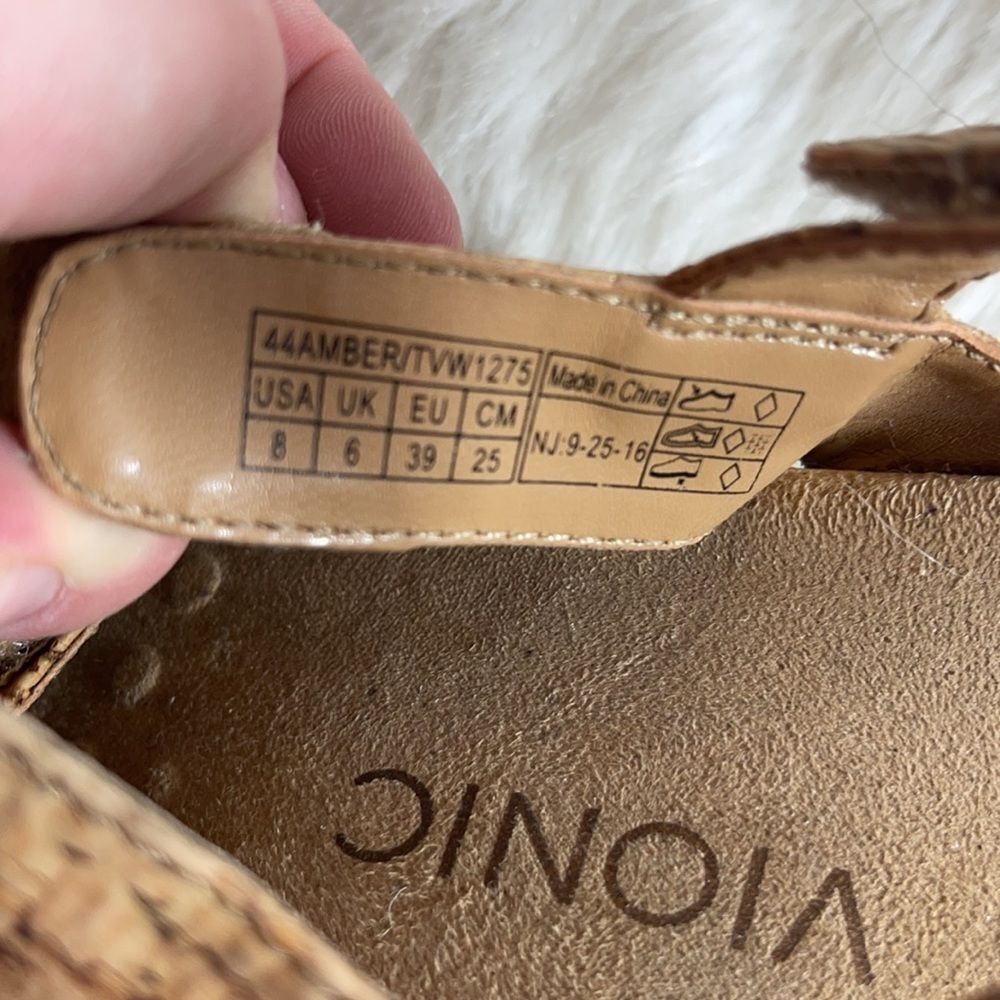 44AMBER/TVW1275
USA UK EU CM
8 6 39 25
Made in China
NJ:9-25-16
VIONIC